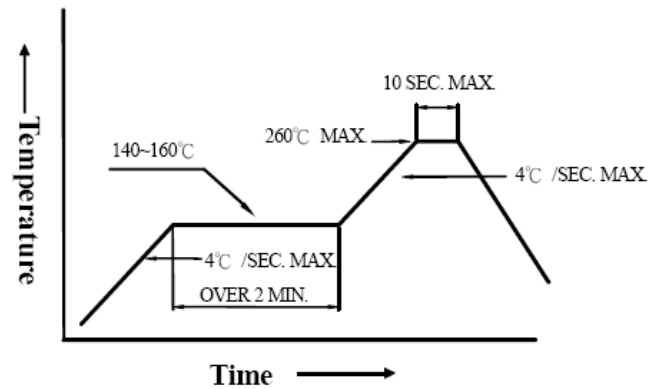 10 SEC. MAX.
260℃ MAX.
140~160℃
4℃ /SEC. MAX.
4℃ /SEC. MAX.
OVER 2 MIN.
Temperature
Time